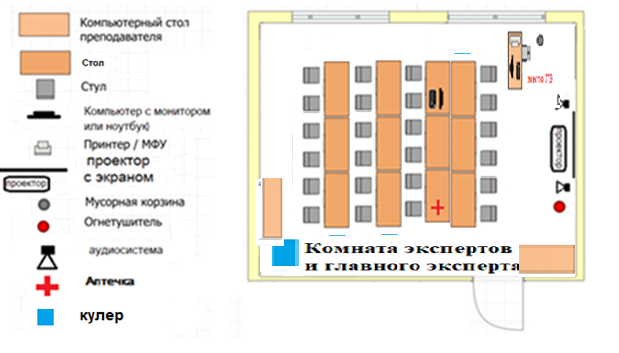 Компьютерный стол
преподавателя
Стол
Стул
Компьютер с монитором
или ноутбук)
Принтер / МФУ
проектор
с экраном
проектор
Мусорная корзина
Огнетушитель
аудиосистема
Аптечка
кулер
место ГЭ
проектор
Комната экспертов
и главного эксперта